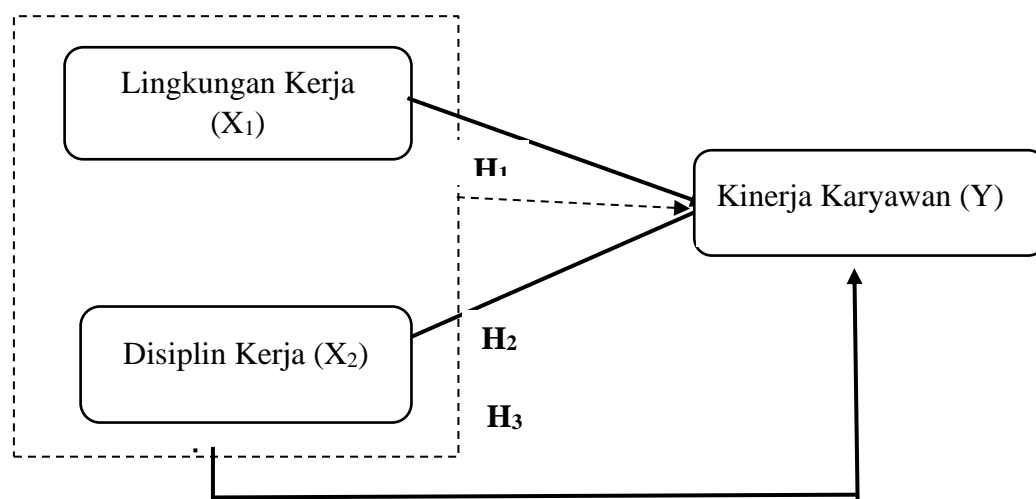 Lingkungan Kerja
(X₁)
H₁
Kinerja Karyawan (Y)
H₂
Disiplin Kerja (X₂)
H₃